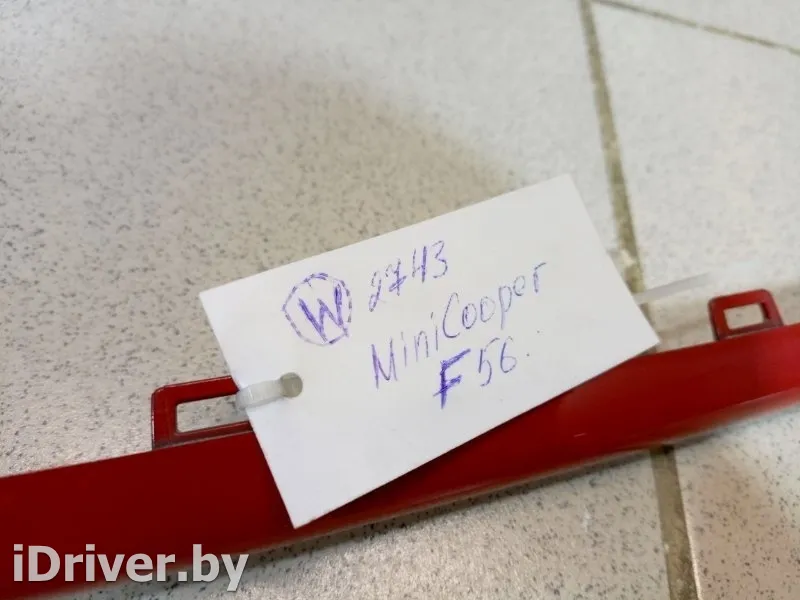 W 2743
MiniCooper
F56.
iDriver.by